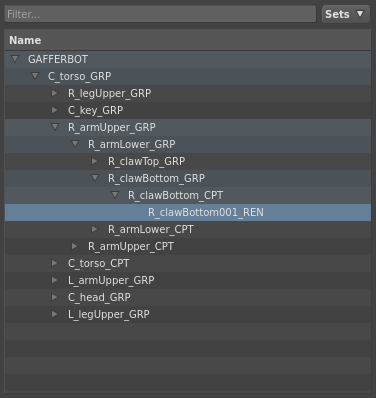 Filter...
Sets
Name
GAFFERBOT
C_torso_GRP
R_legUpper_GRP
C_key_GRP
R_armUpper_GRP
R_armLower_GRP
R_clawTop_GRP
R_clawBottom_GRP
R_clawBottom_CPT
R_clawBottom001_REN
R_armLower_CPT
R_armUpper_CPT
C_torso_CPT
L_armUpper_GRP
C_head_GRP
L_legUpper_GRP